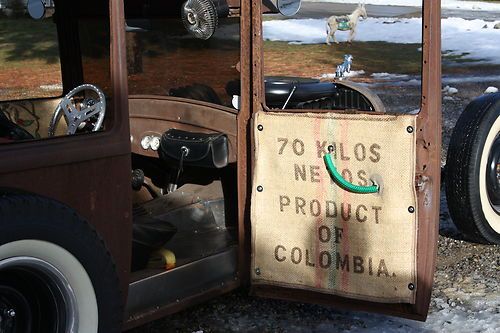 70 KILOS
NETOS
PRODUCT
OF
COLOMBIA.